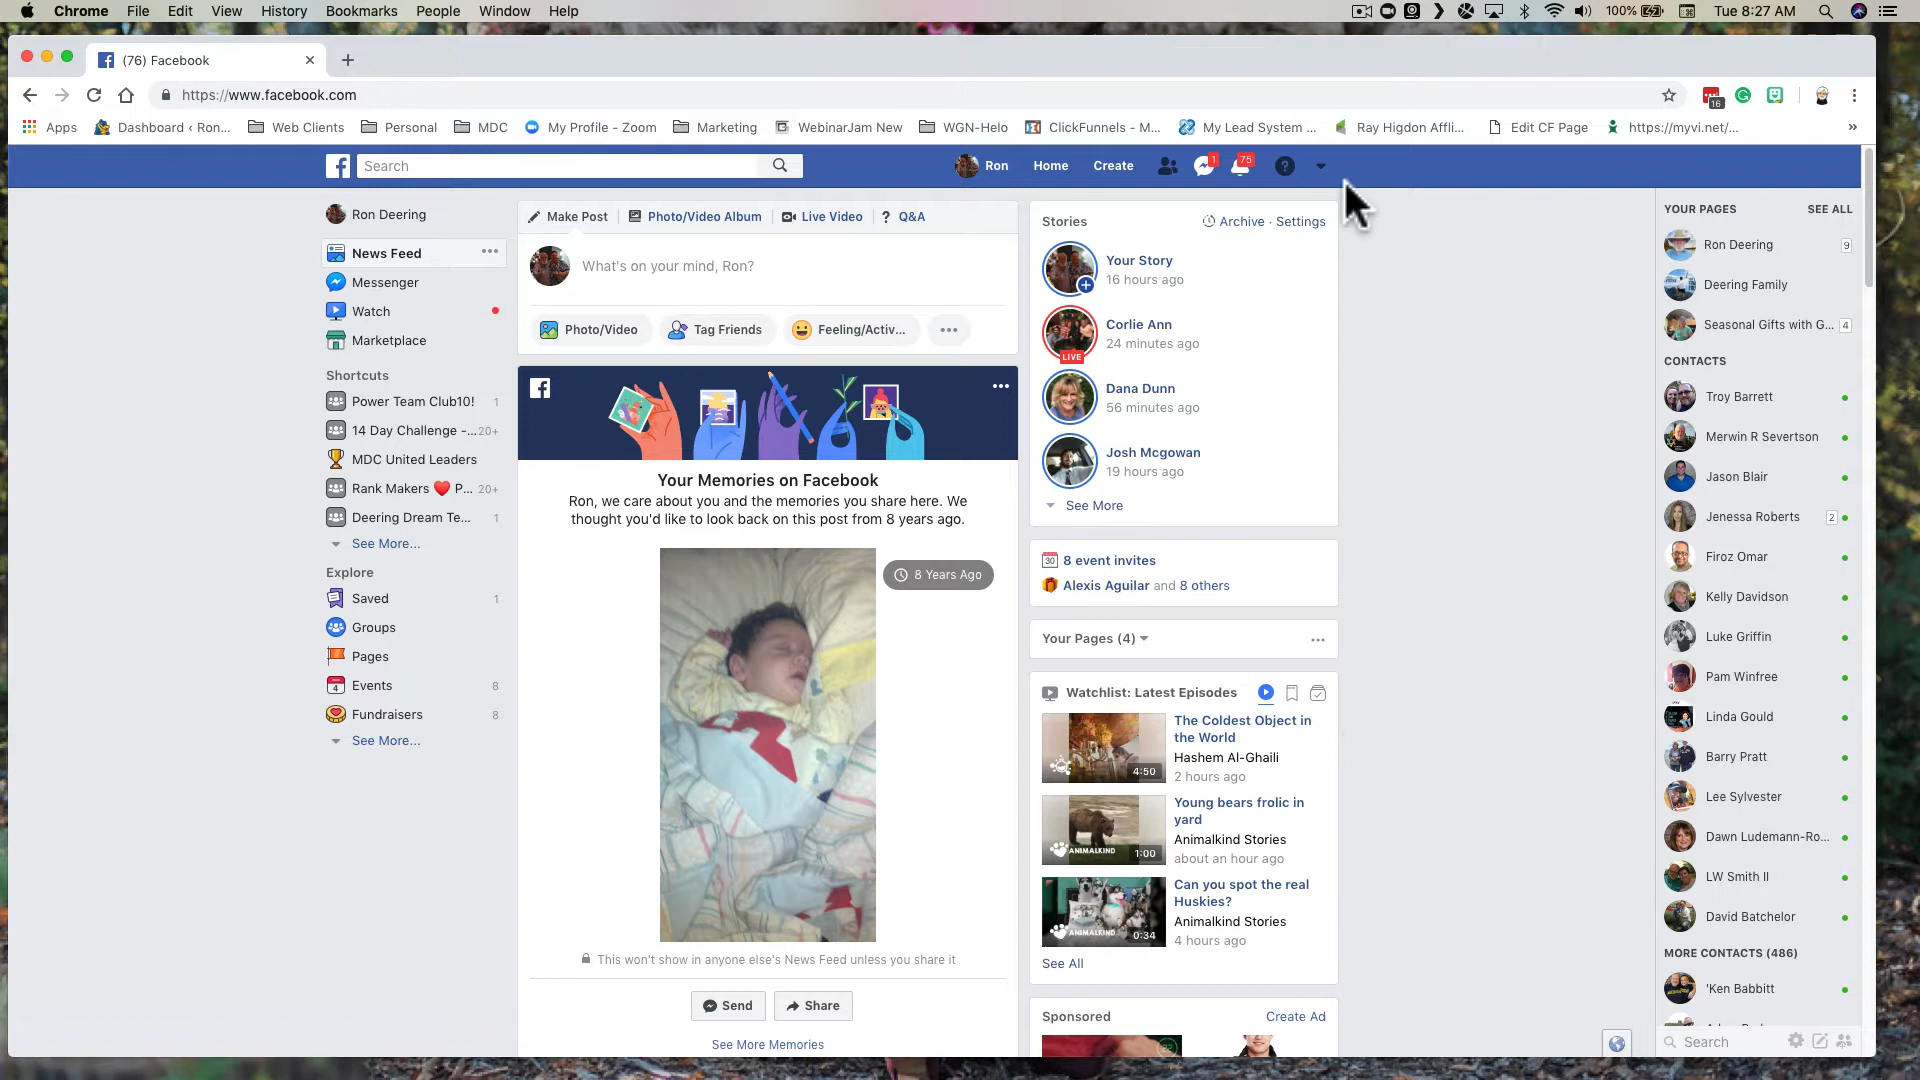 Chrome File Edit View History Bookmarks People Window Help
100% Tue 8:27 AM
(76) Facebook
https://www.facebook.com
16
Apps Dashboard ‹ Ron... Web Clients Personal MDC My Profile - Zoom Marketing WebinarJam New WGN-Helo ClickFunnels - M... My Lead System ... Ray Higdon Affli... Edit CF Page https://myvi.net/... »
Search
Ron Home Create 1 75
Ron Deering
News Feed
Messenger
Watch
Marketplace
Shortcuts
Power Team Club10! 1
14 Day Challenge -... 20+
MDC United Leaders
Rank Makers ❤️ P... 20+
Deering Dream Te... 1
See More...
Explore
Saved 1
Groups
Pages
Events 8
Fundraisers 8
See More...
Make Post Photo/Video Album Live Video ? Q&A
What's on your mind, Ron?
Photo/Video Tag Friends Feeling/Activ...
Your Memories on Facebook
Ron, we care about you and the memories you share here. We
thought you'd like to look back on this post from 8 years ago.
8 Years Ago
This won't show in anyone else's News Feed unless you share it
Send Share
See More Memories
Stories Archive · Settings
Your Story
16 hours ago
Corlie Ann
24 minutes ago
LIVE
Dana Dunn
56 minutes ago
Josh Mcgowan
19 hours ago
See More
30 8 event invites
Alexis Aguilar and 8 others
Your Pages (4)
Watchlist: Latest Episodes
The Coldest Object in
the World
Hashem Al-Ghaili
2 hours ago
4:50
Young bears frolic in
yard
Animalkind Stories
about an hour ago
ANIMALKIND 1:00
Can you spot the real
Huskies?
Animalkind Stories
4 hours ago
ANIMALKIND 0:34
See All
Sponsored Create Ad
YOUR PAGES SEE ALL
Ron Deering 9
Deering Family
Seasonal Gifts with G... 4
CONTACTS
Troy Barrett
Merwin R Severtson
Jason Blair
Jenessa Roberts 2
Firoz Omar
Kelly Davidson
Luke Griffin
Pam Winfree
Linda Gould
Barry Pratt
Lee Sylvester
Dawn Ludemann-Ro...
LW Smith II
David Batchelor
MORE CONTACTS (486)
'Ken Babbitt
Search